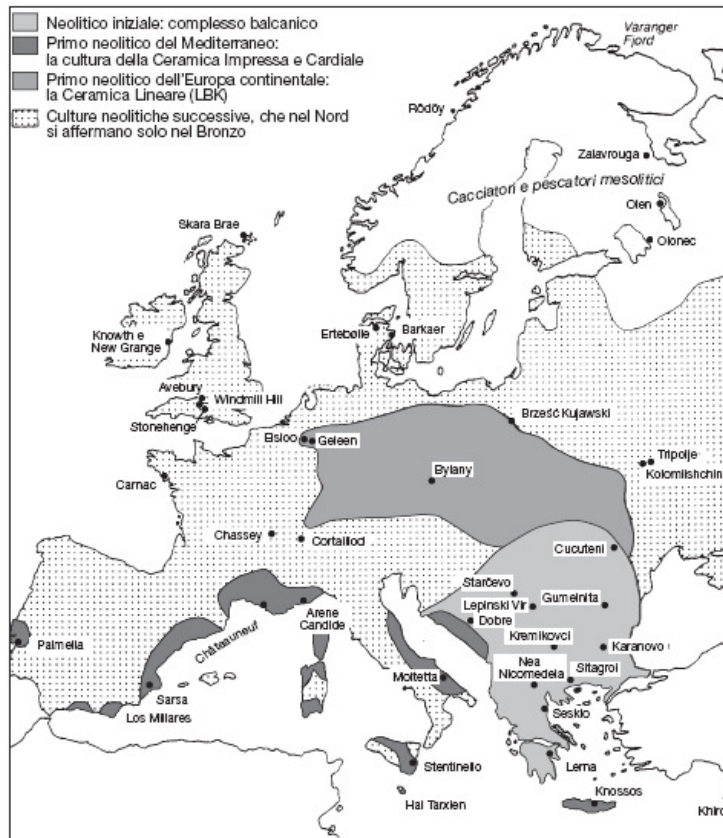 Neolitico iniziale: complesso balcanico
Primo neolitico del Mediterraneo:
la cultura della Ceramica Impressa e Cardiale
Primo neolitico dell'Europa continentale:
la Ceramica Lineare (LBK)
Culture neolitiche successive, che nel Nord
si affermano solo nel Bronzo
Varanger
Fjord
Rödöy
Zalavrouga
Cacciatori e pescatori mesolitici
Olen
Olonec
Skara Brae
Knowth e
New Grange
Ertebølle
Barkaer
Avebury
Windmill Hill
Stonehenge
Elsloo
Geleen
Brześć Kujawski
Bylany
Tripolje
Kolomiishchin
Carnac
Chassey
Cortaillod
Cucuteni
Starčevo
Lepinski Vir
Gumelnita
Dobre
Arene
Candide
Châteauneuf
Kremikovci
Karanovo
Palmella
Nea
Nicomedeia
Sitagroi
Molfetta
Sarsa
Los Millares
Sesklo
Stentinello
Lerna
Hal Tarxien
Knossos
Khiro